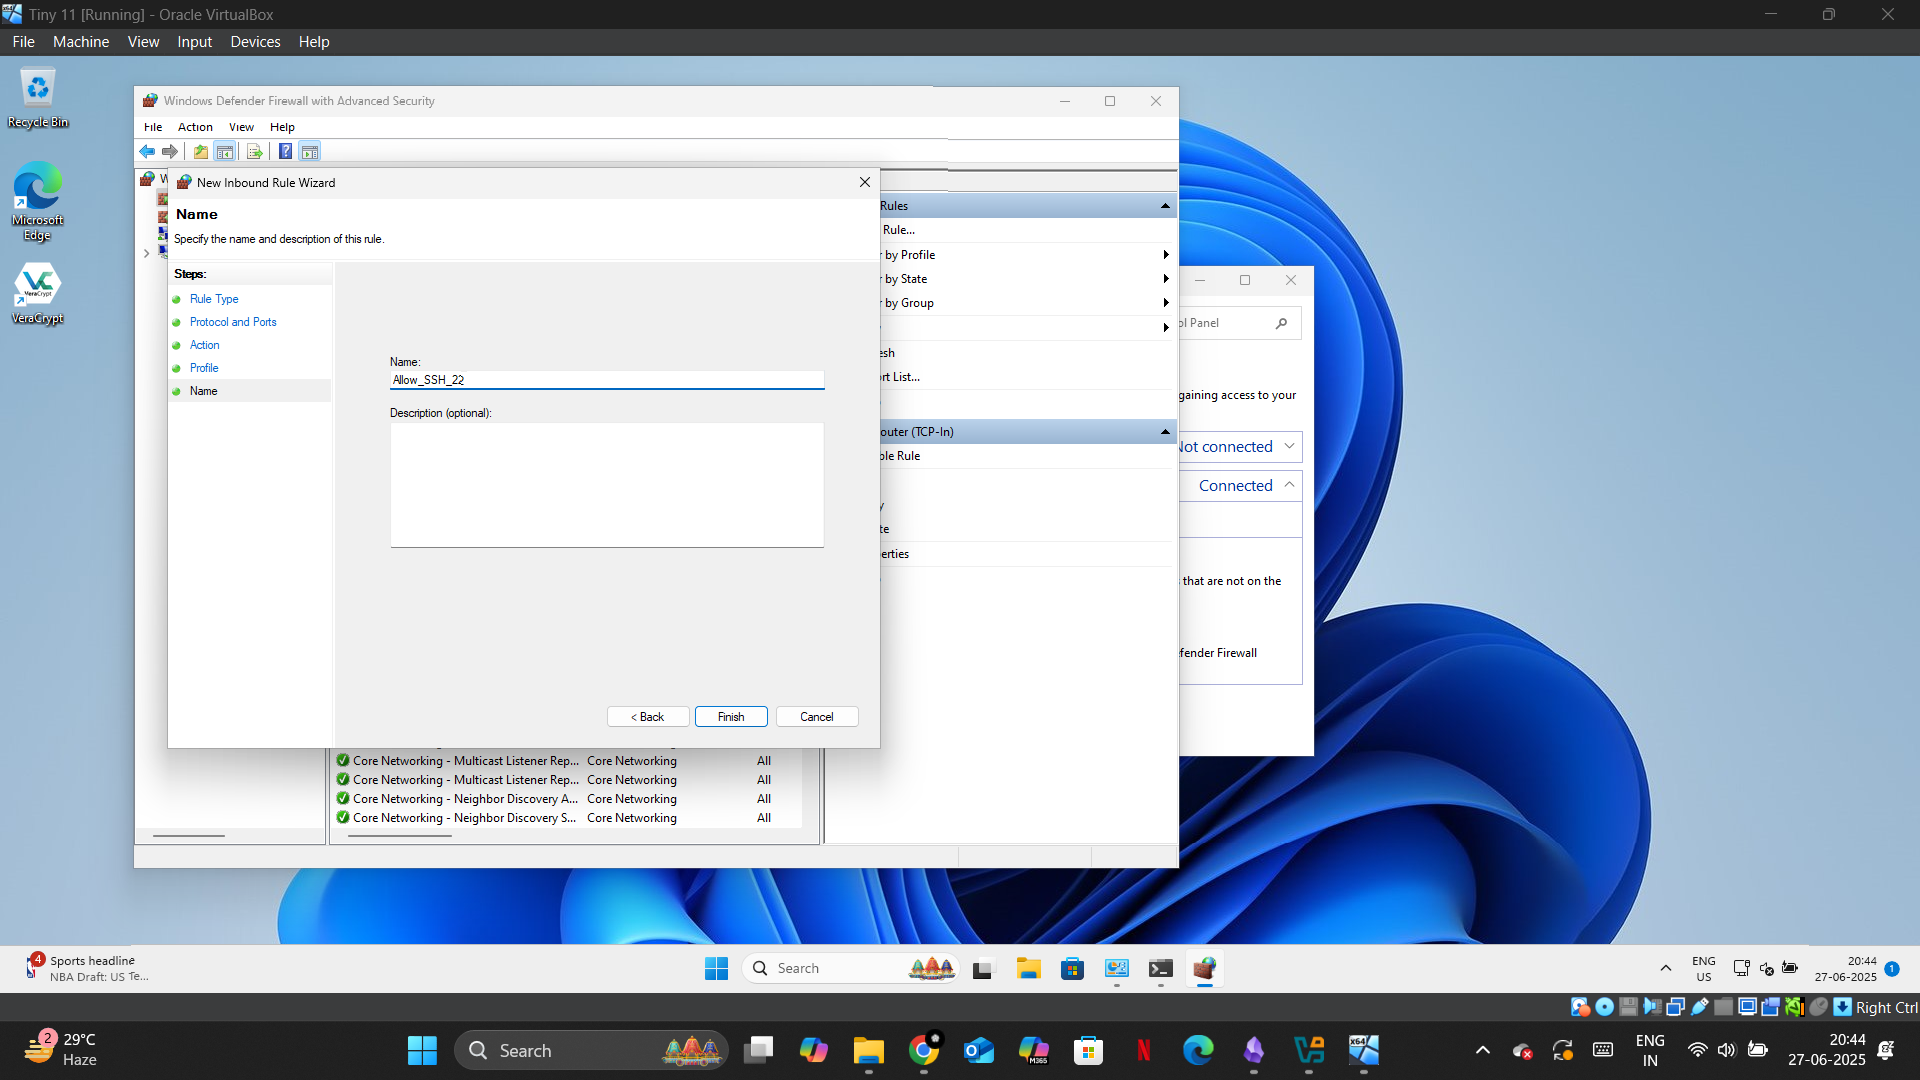 Tiny 11 [Running] - Oracle VirtualBox
File Machine View Input Devices Help
Recycle Bin
Microsoft
Edge
VeraCrypt
VeraCrypt
Windows Defender Firewall with Advanced Security
File Action View Help
W
New Inbound Rule Wizard
Name
Specify the name and description of this rule.
Steps:
Rule Type
Protocol and Ports
Action
Profile
Name
Name:
Allow_SSH_22
Description (optional):
< Back
Finish
Cancel
Rules
Rule...
r by Profile
r by State
r by Group
esh
rt List...
outer (TCP-In)
ble Rule
y
te
erties
ol Panel
gaining access to your
Not connected
Connected
s that are not on the
efender Firewall
Core Networking - Multicast Listener Rep... Core Networking All
Core Networking - Multicast Listener Rep... Core Networking All
Core Networking - Neighbor Discovery A... Core Networking All
Core Networking - Neighbor Discovery S... Core Networking All
4
Sports headline
NBA Draft: US Te...
Search
ENG
US
20:44
27-06-2025
1
Right Ctrl
2
29°C
Haze
Search
M365
N
x64
ENG
IN
20:44
27-06-2025